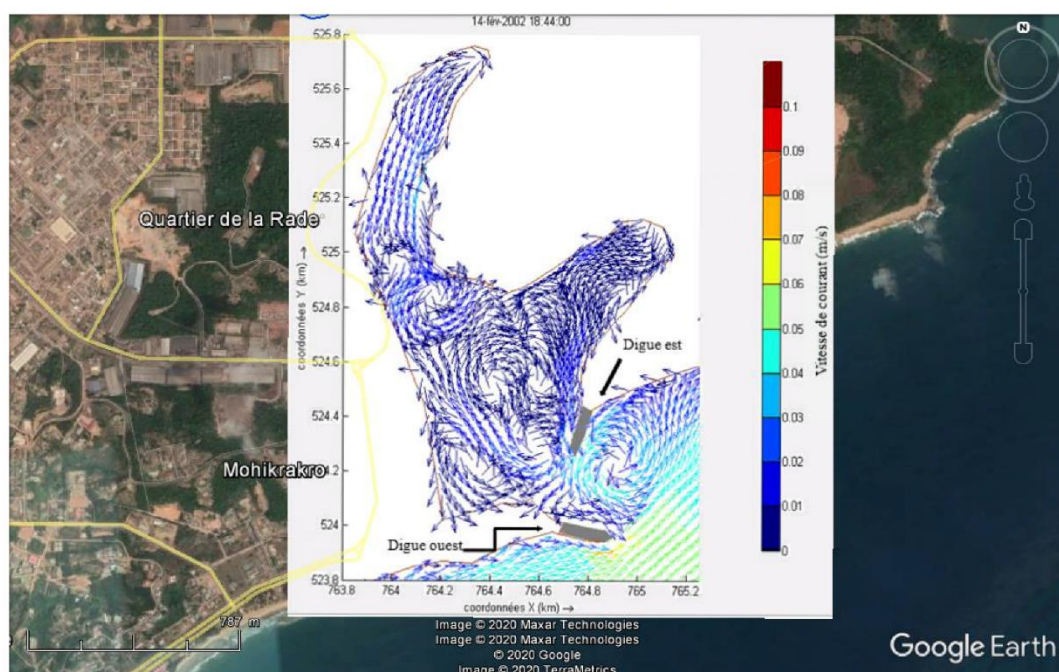 14-fév-2002 18:44:00
525.8
525.6
525.4
525.2
525
524.8
524.6
524.4
524.2
524
523.8
coordonnées Y (km) →
763.8 764 764.2 764.4 764.6 764.8 765 765.2
coordonnées X (km) →
Quartier de la Rade
Mohikrakro
Digue est
Digue ouest
0.1
0.09
0.08
0.07
0.06
0.05
0.04
0.03
0.02
0.01
0
Vitesse de courant (m/s)
N
787 m
Image © 2020 Maxar Technologies
Image © 2020 Maxar Technologies
© 2020 Google
Image © 2020 TerraMetrics
Google Earth